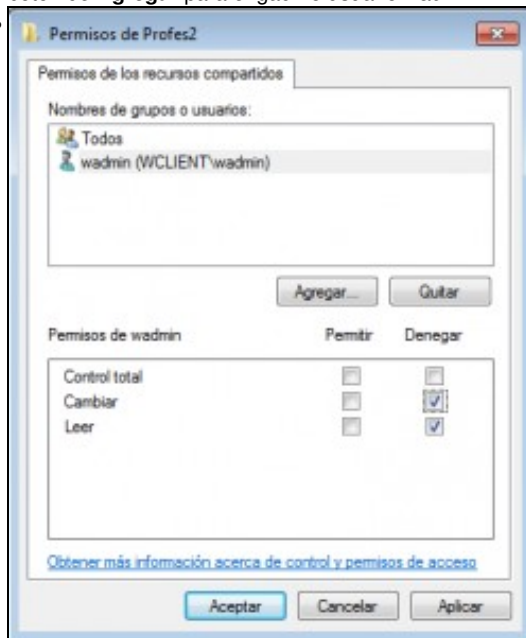 Permisos de Profes2
Permisos de los recursos compartidos
Nombres de grupos o usuarios:
Todos
wadmin (WCLIENT\wadmin)
Agregar... Quitar
Permisos de wadmin Permitir Denegar
Control total
Cambiar
Leer
Obtener más información acerca de control y permisos de acceso
Aceptar Cancelar Aplicar